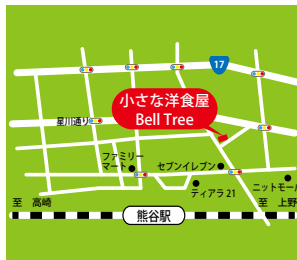 17
小さな洋食屋
Bell Tree
星川通り
ファミリー
マート
セブンイレブン
ティアラ21
ニットモール
至 高崎
至 上野
熊谷駅